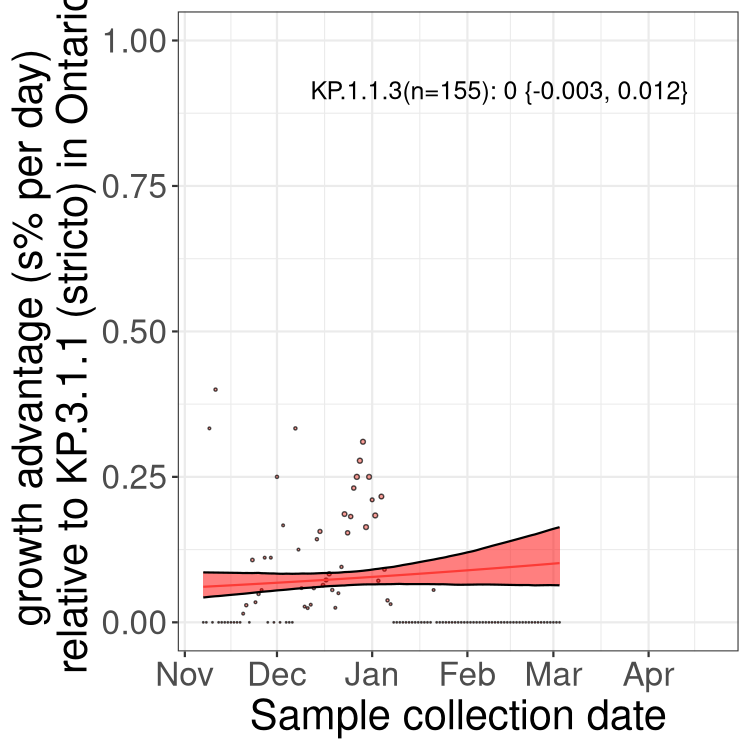 growth advantage (s% per day)
relative to KP.3.1.1 (stricto) in Ontario
1.00
0.75
0.50
0.25
0.00
KP.1.1.3(n=155): 0 {-0.003, 0.012}
Nov Dec Jan Feb Mar Apr
Sample collection date